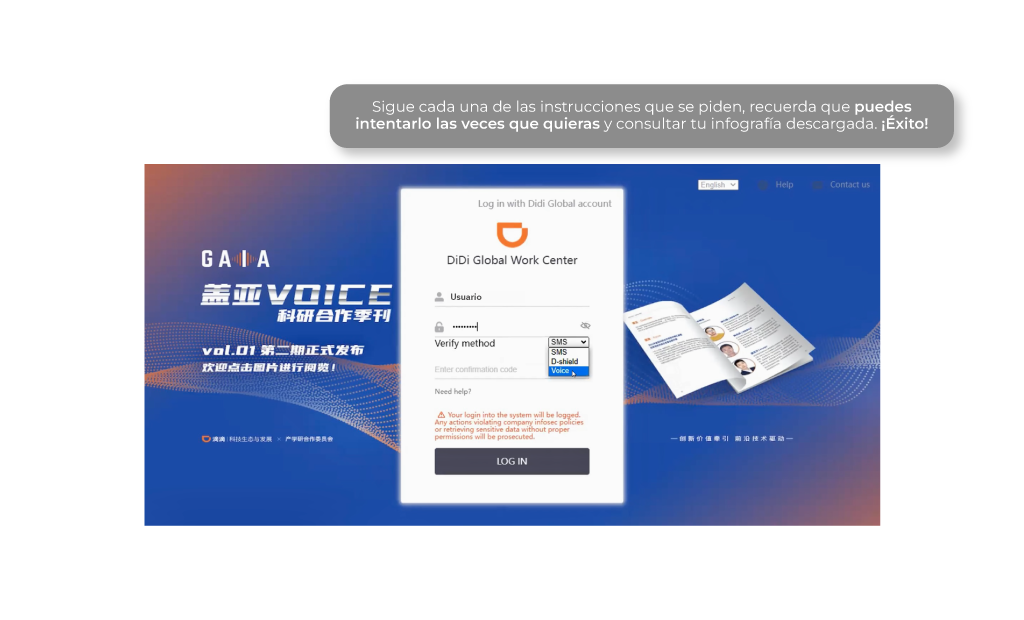 Sigue cada una de las instrucciones que se piden, recuerda que puedes
intentarlo las veces que quieras y consultar tu infografía descargada. ¡Éxito!
English
Help
Contact us
Log in with Didi Global account
DiDi Global Work Center
GAIA
盖亚VOICE
科研合作季刊
vol.01 第二期正式发布
欢迎点击图片进行阅览!
滴滴 | 科技生态与发展 × 产学研合作委员会
Usuario
•••••••••
Verify method
SMS
SMS
D-shield
Voice
Enter confirmation code
Need help?
Your login into the system will be logged.
Any actions violating company infosec policies
or retrieving sensitive data without proper
permissions will be prosecuted.
LOG IN
—创新价值牵引 前沿技术驱动—